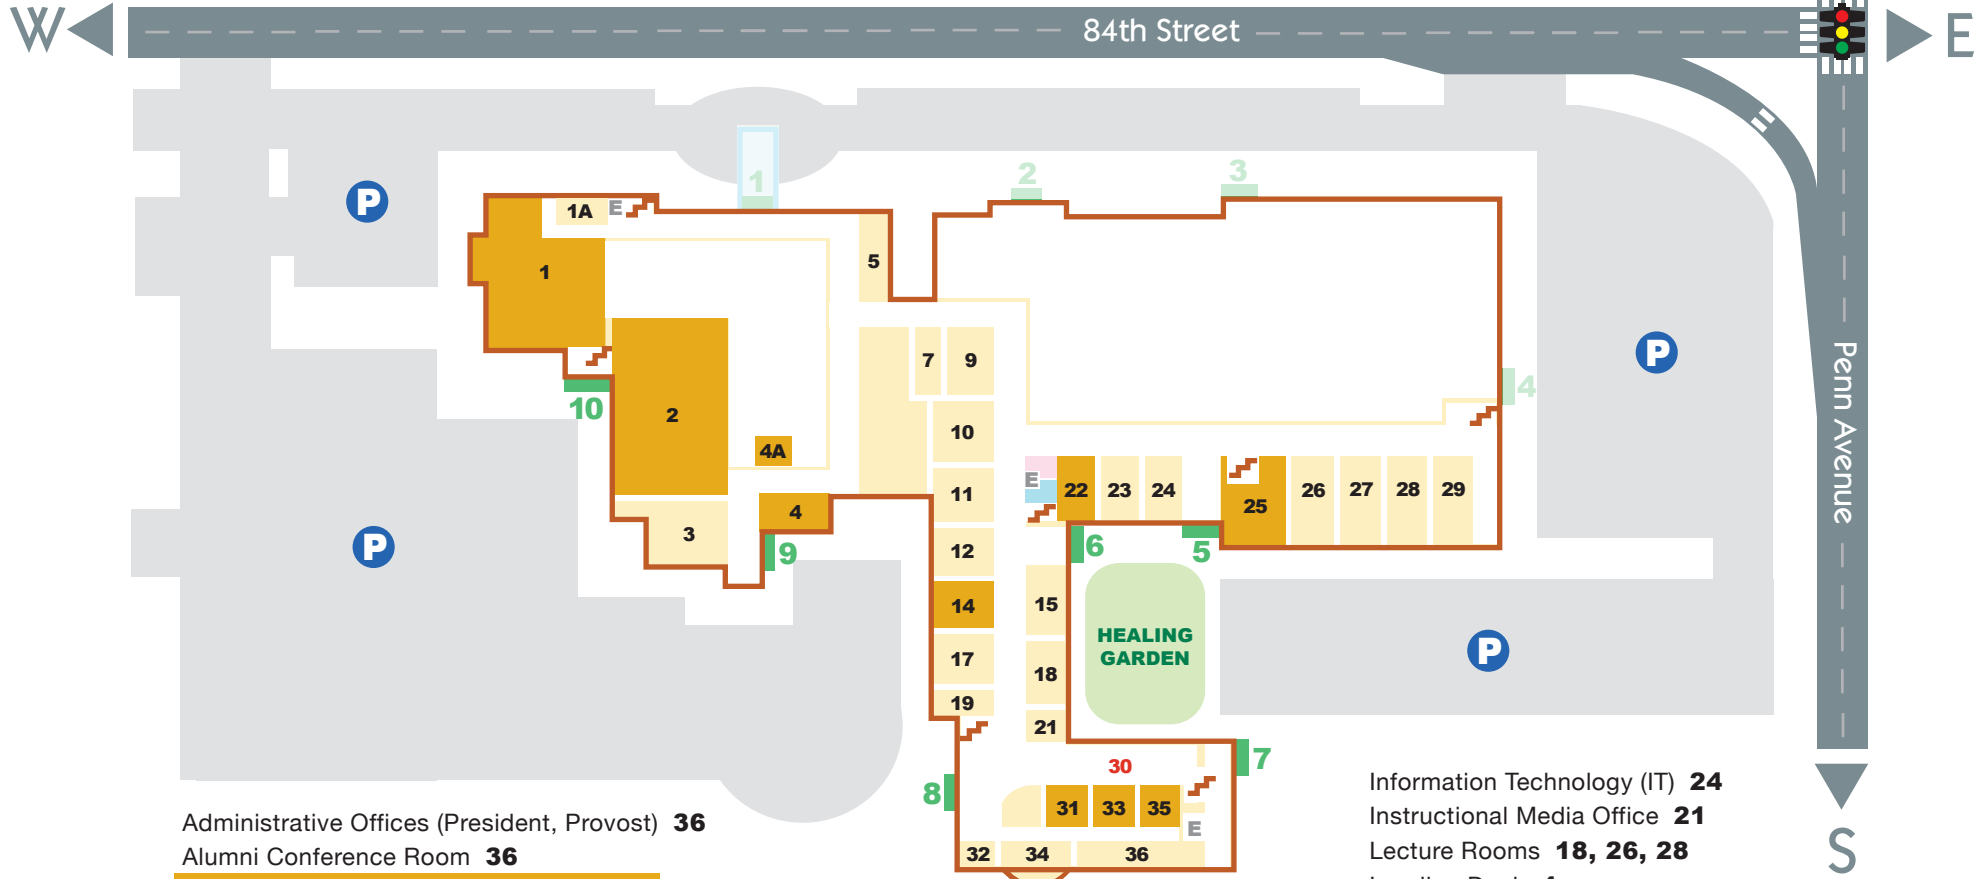 W
84th Street
E
P
1
2
3
1A
E
1
5
P
7
9
4
10
2
4A
10
11
E
22
23
24
25
26
27
28
29
Penn Avenue
P
3
4
9
12
6
5
14
15
HEALING
GARDEN
P
17
18
19
21
30
7
8
31
33
35
E
32
34
36
Administrative Offices (President, Provost) 36
Alumni Conference Room 36
Information Technology (IT) 24
Instructional Media Office 21
Lecture Rooms 18, 26, 28
S